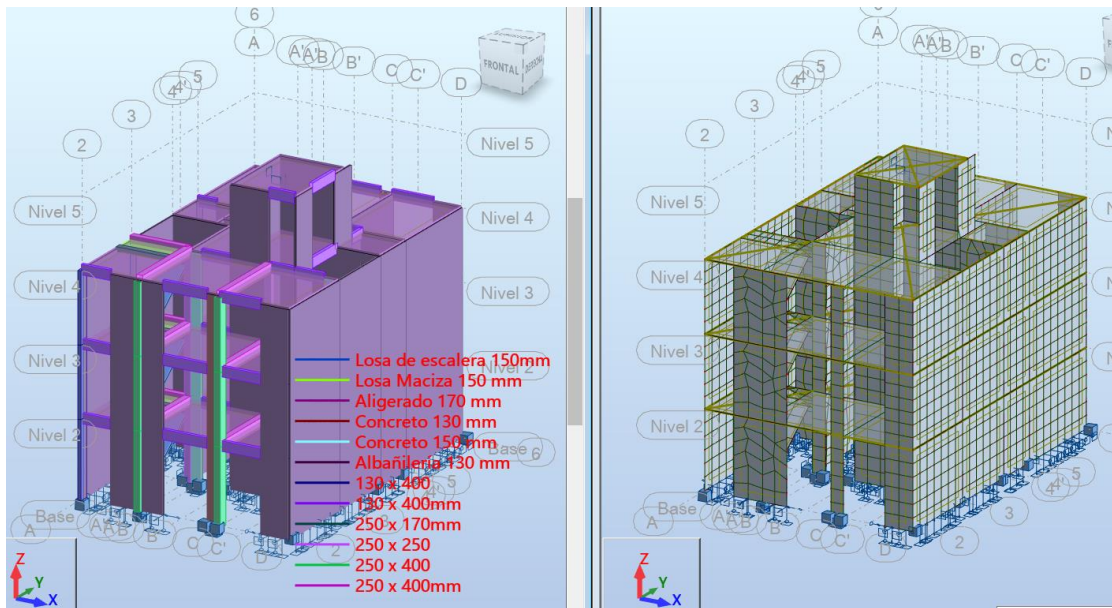 6
A
A'
A'
B
B'
C
C'
D
5
4'
4
3
2
FRONTAL
Nivel 5
Nivel 5
Nivel 4
Nivel 4
Nivel 3
Nivel 3
Nivel 2
Nivel 2
Losa de escalera 150mm
Losa Maciza 150 mm
Aligerado 170 mm
Concreto 130 mm
Concreto 150 mm
Albañilería 130 mm
130 x 400
130 x 400mm
250 x 170mm
250 x 250
250 x 400
250 x 400mm
Base
Base
6
A
B
B'
C
C'
D
2
Z
Y
X
A
A'
A'
B
B'
C
C'
D
5
4'
4
3
2
FRONTAL
Nivel 5
Nivel 4
Nivel 3
Nivel 2
Base
A
B
B
C
C'
D
2
3
4
4'
5
Z
Y
X